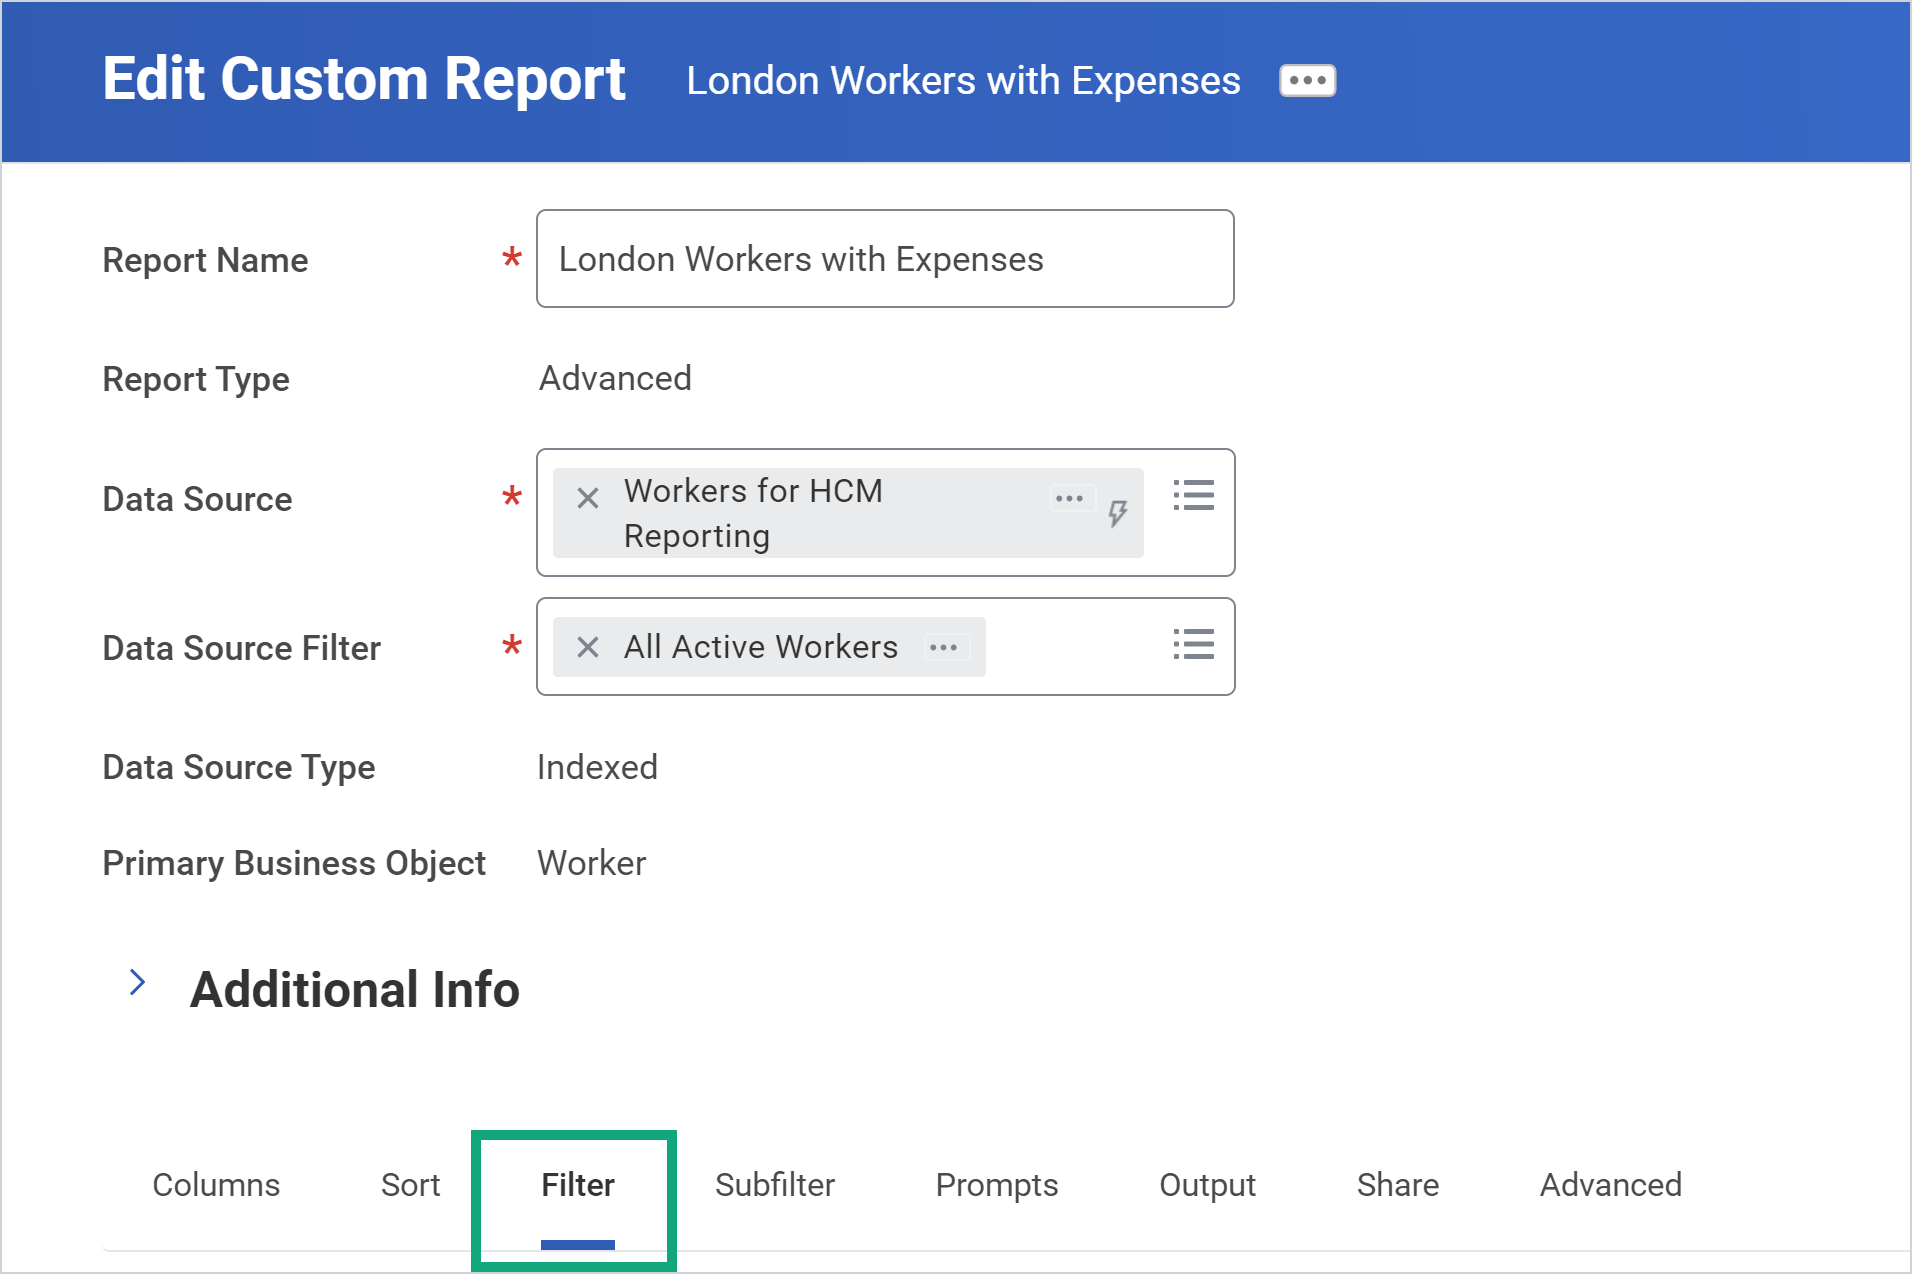 Edit Custom Report London Workers with Expenses
Report Name * London Workers with Expenses
Report Type Advanced
Data Source * Workers for HCM
Reporting
Data Source Filter * All Active Workers
Data Source Type Indexed
Primary Business Object Worker
Additional Info
Columns Sort Filter Subfilter Prompts Output Share Advanced